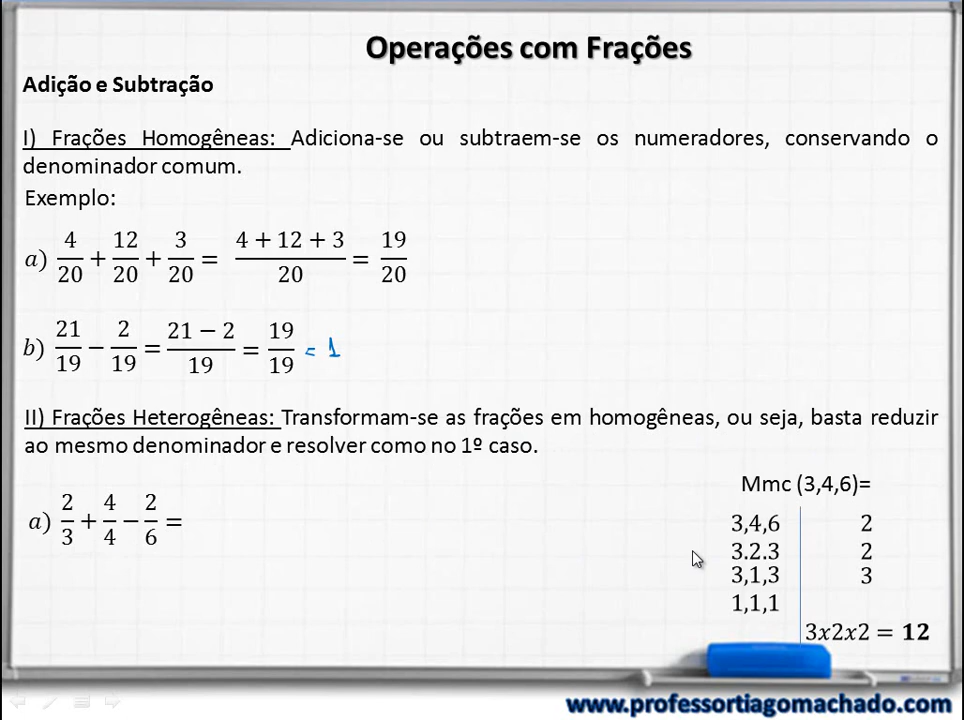 Operações com Frações
Adição e Subtração
I) Frações Homogêneas: Adiciona-se ou subtraem-se os numeradores, conservando o
denominador comum.
Exemplo:
a) 4/20 + 12/20 + 3/20 = (4 + 12 + 3)/20 = 19/20
b) 21/19 − 2/19 = (21 − 2)/19 = 19/19 = 1
II) Frações Heterogêneas: Transformam-se as frações em homogêneas, ou seja, basta reduzir
ao mesmo denominador e resolver como no 1º caso.
a) 2/3 + 4/4 − 2/6 =
Mmc (3,4,6)=
3,4,6 2
3.2.3 2
3,1,3 3
1,1,1
3x2x2 = 12
www.professortiagomachado.com